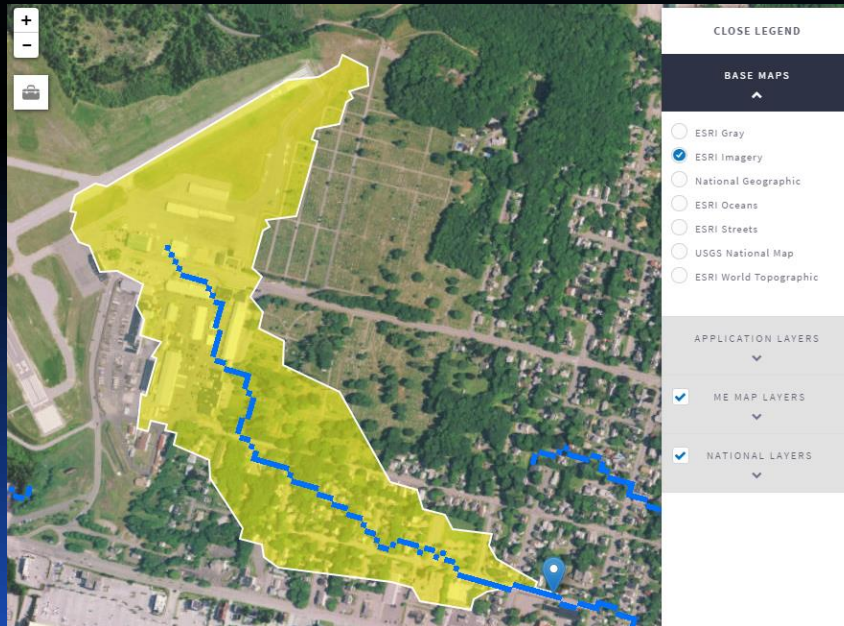 +
−
CLOSE LEGEND
BASE MAPS
ESRI Gray
ESRI Imagery
National Geographic
ESRI Oceans
ESRI Streets
USGS National Map
ESRI World Topographic
APPLICATION LAYERS
ME MAP LAYERS
NATIONAL LAYERS